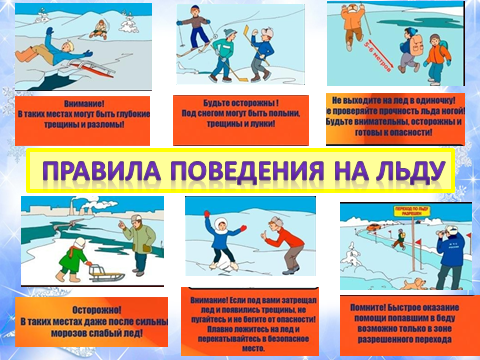 5-6 метров
Внимание!
В таких местах могут быть глубокие
трещины и разломы!
Будьте осторожны !
Под снегом могут быть полыньи,
трещины и лунки!
Не выходите на лед в одиночку!
Не проверяйте прочность льда ногой!
Будьте внимательны, осторожны и
готовы к опасности!
ПРАВИЛА ПОВЕДЕНИЯ НА ЛЬДУ
ПЕРЕХОД ПО ЛЬДУ
РАЗРЕШЕН
Осторожно!
В таких местах даже после сильных
морозов слабый лед!
Внимание! Если под вами затрещал
лед и появились трещины, не
пугайтесь и не бегите от опасности!
Плавно ложитесь на лед и
перекатывайтесь в безопасное
место.
Помните! Быстрое оказание
помощи попавшим в беду
возможно только в зоне
разрешенного перехода